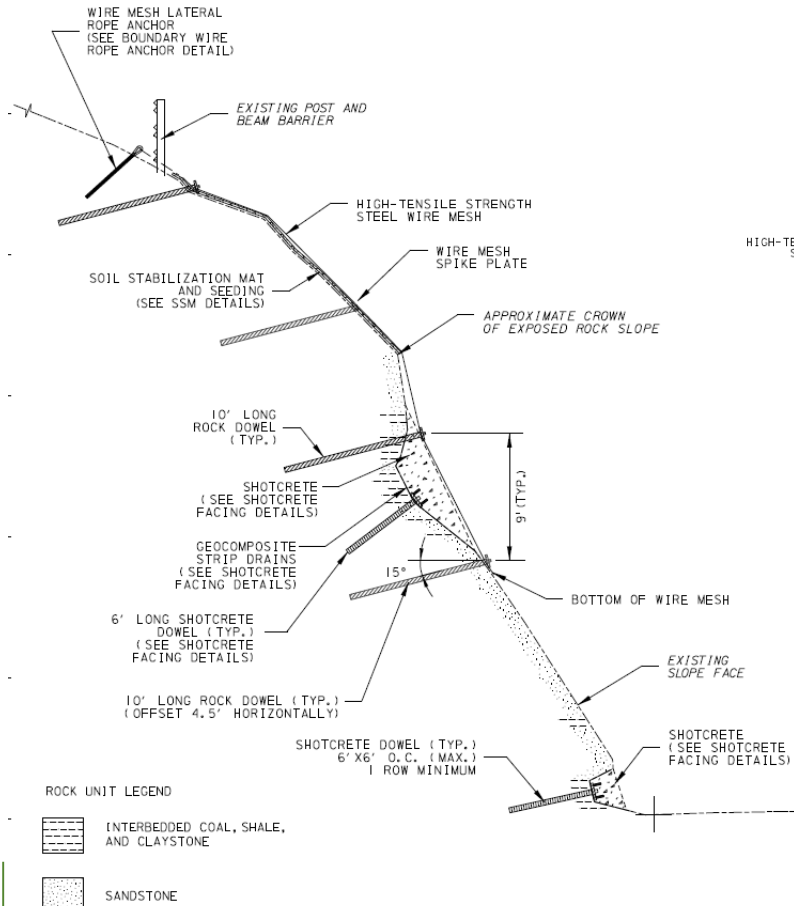 WIRE MESH LATERAL
ROPE ANCHOR
(SEE BOUNDARY WIRE
ROPE ANCHOR DETAIL)
EXISTING POST AND
BEAM BARRIER
HIGH-TENSILE STRENGTH
STEEL WIRE MESH
WIRE MESH
SPIKE PLATE
HIGH-TE
S
SOIL STABILIZATION MAT
AND SEEDING
(SEE SSM DETAILS)
APPROXIMATE CROWN
OF EXPOSED ROCK SLOPE
10' LONG
ROCK DOWEL
(TYP.)
9' (TYP.)
SHOTCRETE
(SEE SHOTCRETE
FACING DETAILS)
GEOCOMPOSITE
STRIP DRAINS
(SEE SHOTCRETE
FACING DETAILS)
15°
BOTTOM OF WIRE MESH
6' LONG SHOTCRETE
DOWEL (TYP.)
(SEE SHOTCRETE
FACING DETAILS)
EXISTING
SLOPE FACE
10' LONG ROCK DOWEL (TYP.)
(OFFSET 4.5' HORIZONTALLY)
SHOTCRETE DOWEL (TYP.)
6'X6' O.C. (MAX.)
1 ROW MINIMUM
SHOTCRETE
(SEE SHOTCRETE
FACING DETAILS)
ROCK UNIT LEGEND
INTERBEDDED COAL, SHALE,
AND CLAYSTONE
SANDSTONE